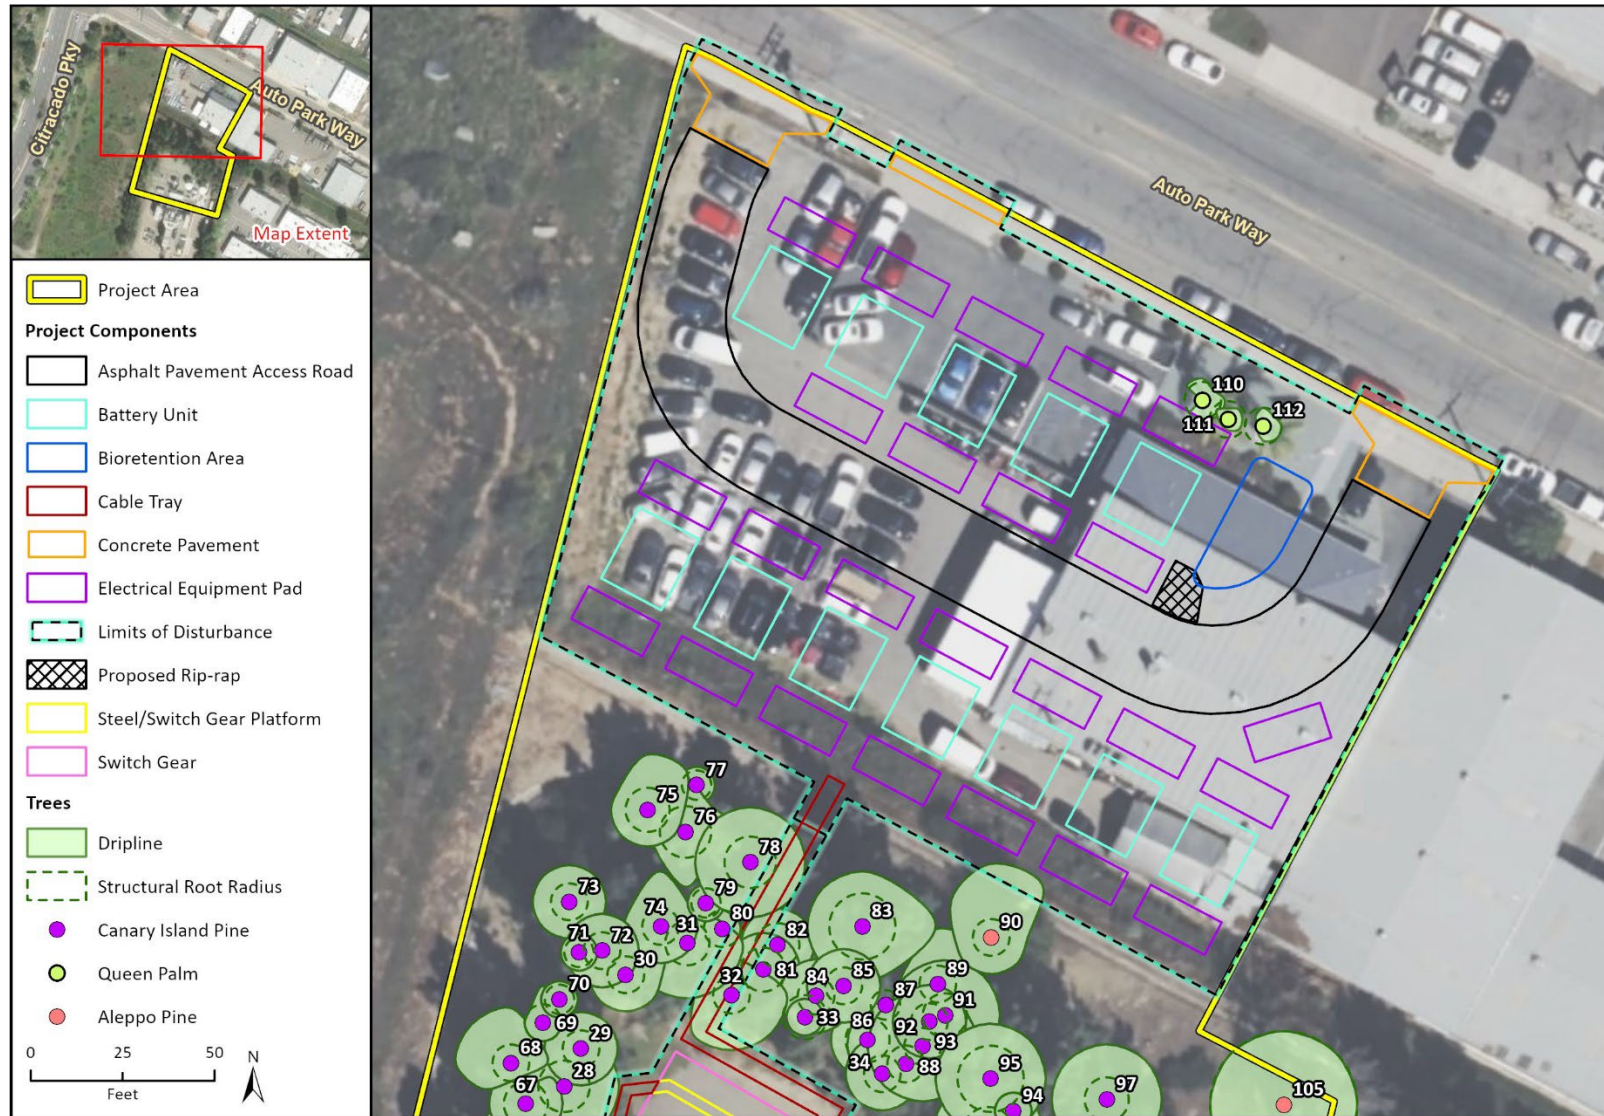 Citracado Pky
Auto Park Way
Map Extent
Project Area
Project Components
Asphalt Pavement Access Road
Battery Unit
Bioretention Area
Cable Tray
Concrete Pavement
Electrical Equipment Pad
Limits of Disturbance
Proposed Rip-rap
Steel/Switch Gear Platform
Switch Gear
Trees
Dripline
Structural Root Radius
Canary Island Pine
Queen Palm
Aleppo Pine
0 25 50
Feet
N
Auto Park Way
110
111
112
77
75
76
78
73
79
74
80
83
90
31
82
71
72
30
32
81
84
85
89
70
87
91
69
33
86
92
93
29
68
34
88
95
28
67
94
97
105